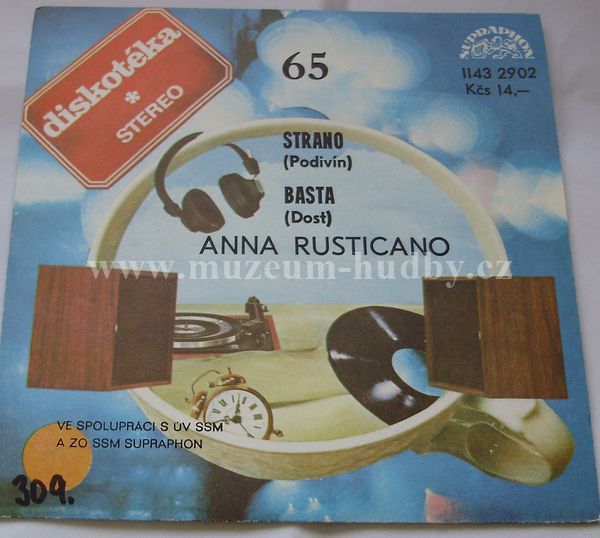 diskotéka
*
STEREO
65
SUPRAPHON
1143 2902
Kčs 14,—
STRANO
(Podivín)
BASTA
(Dost)
ANNA RUSTICANO
www.muzeum-hudby.cz
VE SPOLUPRÁCI S ÚV SSM
A ZO SSM SUPRAPHON
309.